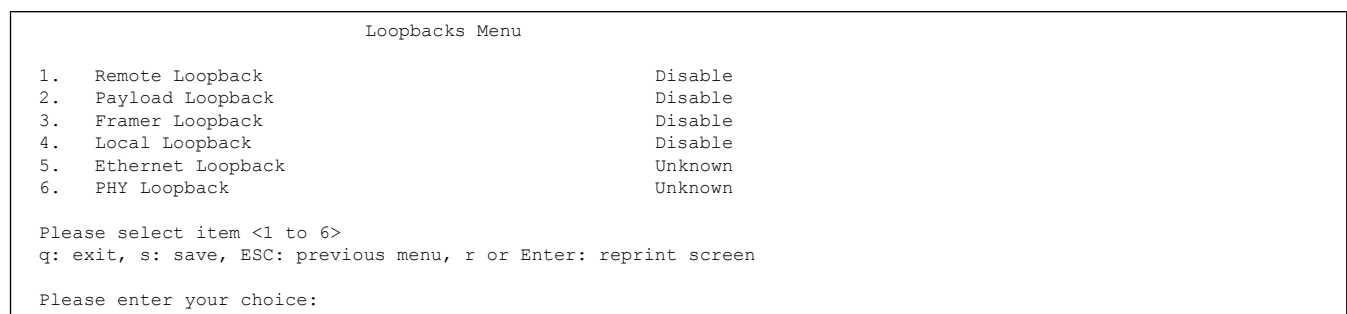 Loopbacks Menu
1. Remote Loopback Disable
2. Payload Loopback Disable
3. Framer Loopback Disable
4. Local Loopback Disable
5. Ethernet Loopback Unknown
6. PHY Loopback Unknown
Please select item <1 to 6>
q: exit, s: save, ESC: previous menu, r or Enter: reprint screen
Please enter your choice: